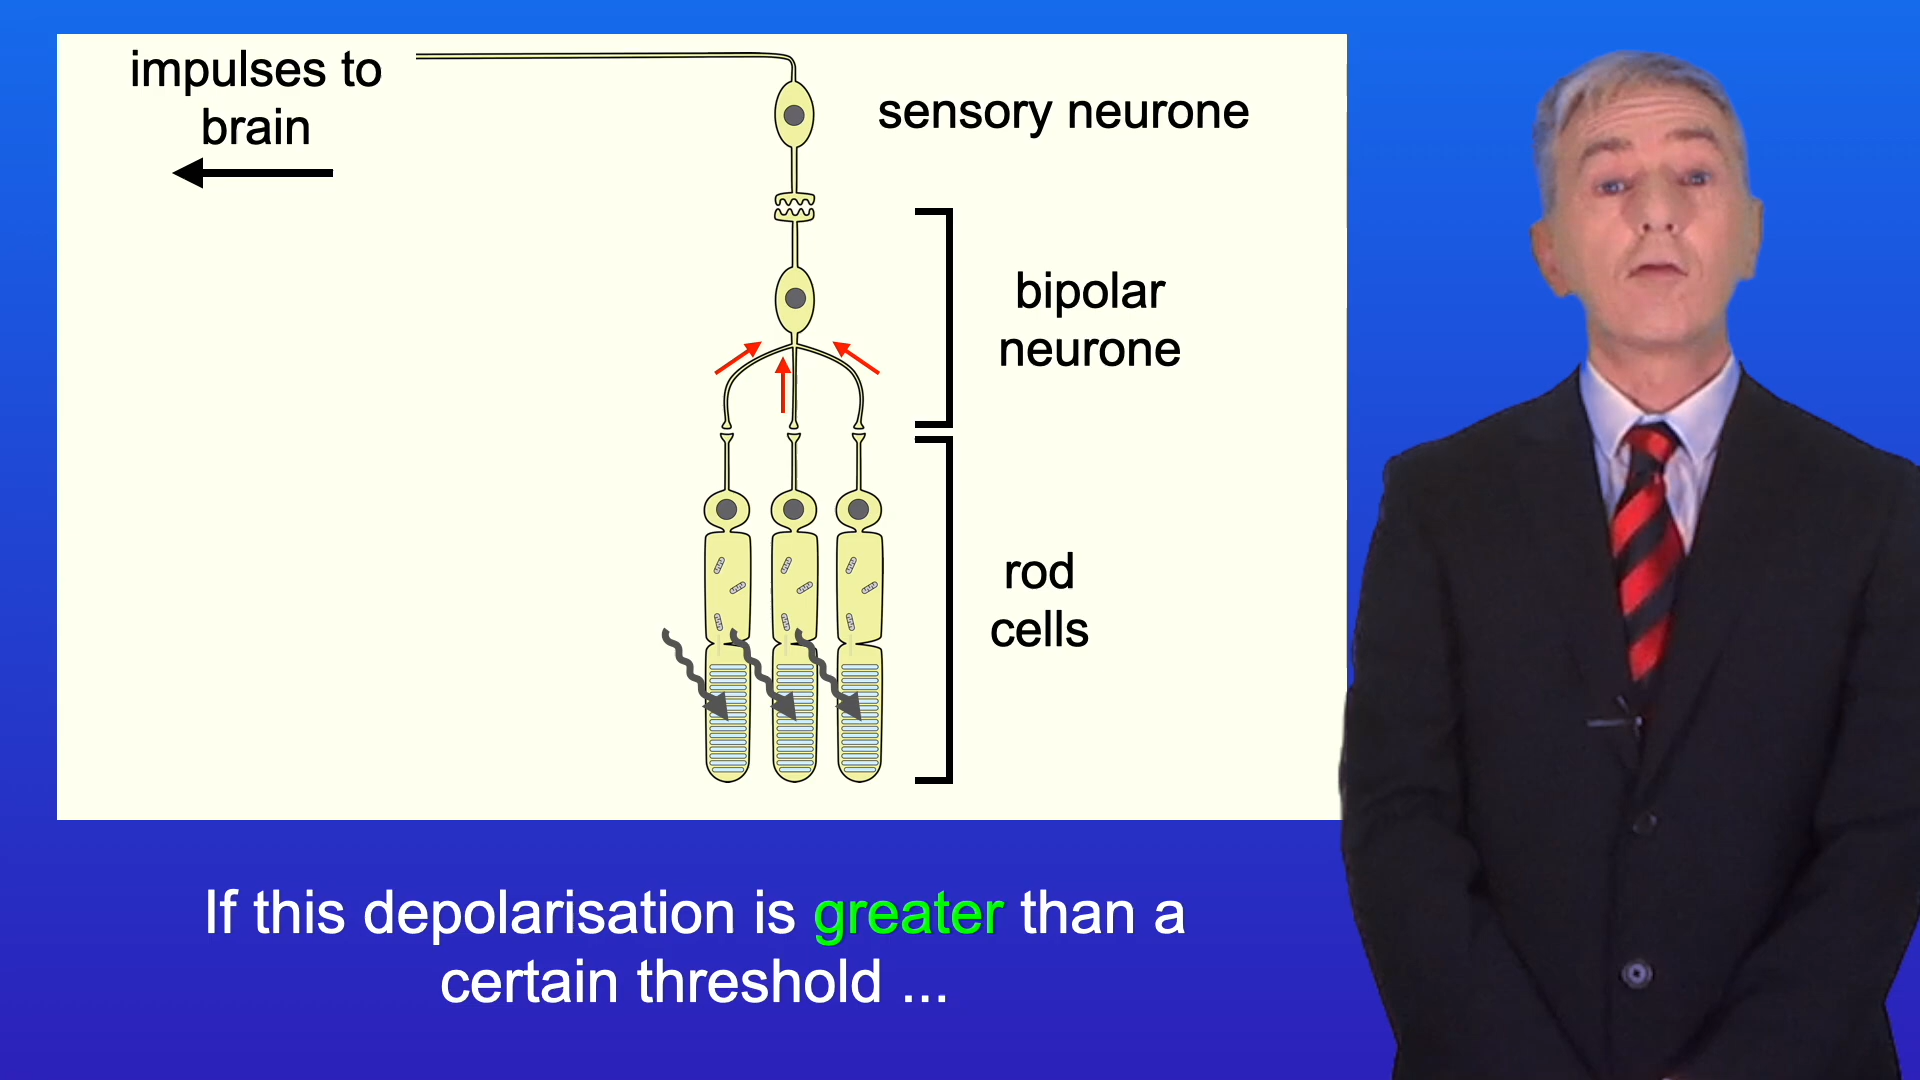 impulses to
brain
sensory neurone
bipolar
neurone
rod
cells
If this depolarisation is greater than a
certain threshold ...